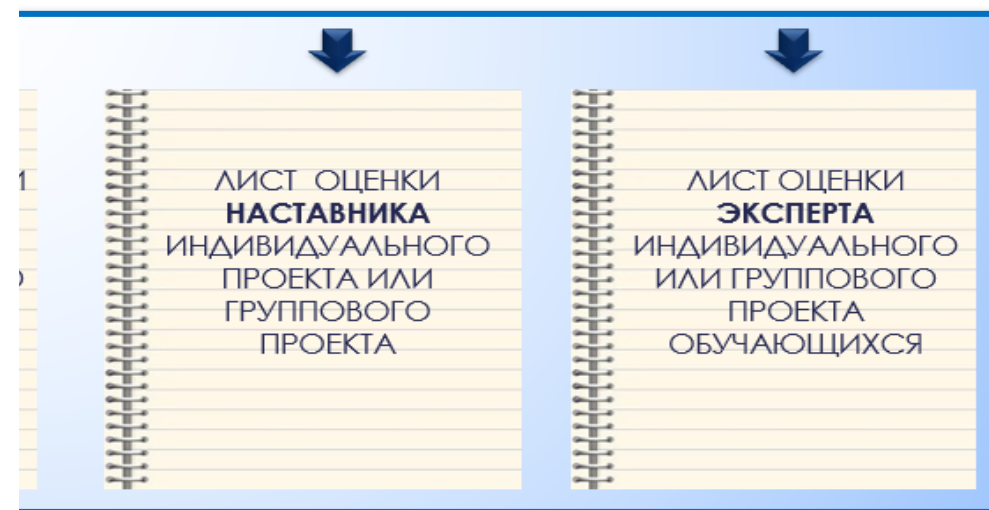 ЛИСТ ОЦЕНКИ
НАСТАВНИКА
ИНДИВИДУАЛЬНОГО
ПРОЕКТА ИЛИ
ГРУППОВОГО
ПРОЕКТА
ЛИСТ ОЦЕНКИ
ЭКСПЕРТА
ИНДИВИДУАЛЬНОГО
ИЛИ ГРУППОВОГО
ПРОЕКТА
ОБУЧАЮЩИХСЯ